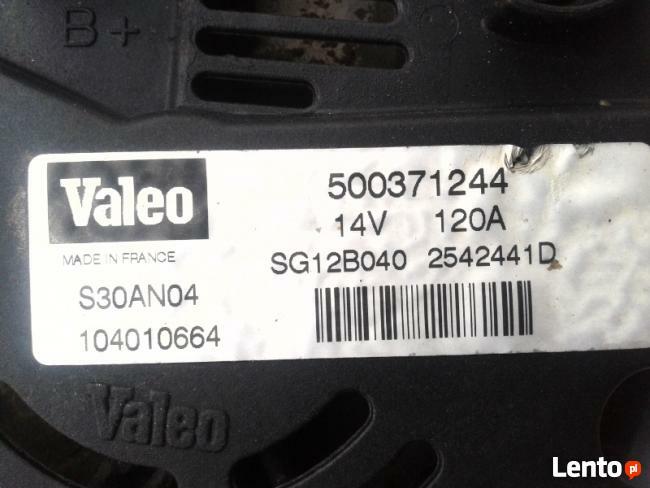 B+
Valeo
MADE IN FRANCE
S30AN04
104010664
500371244
14V 120A
SG12B040 2542441D
Valeo
Lento.pl